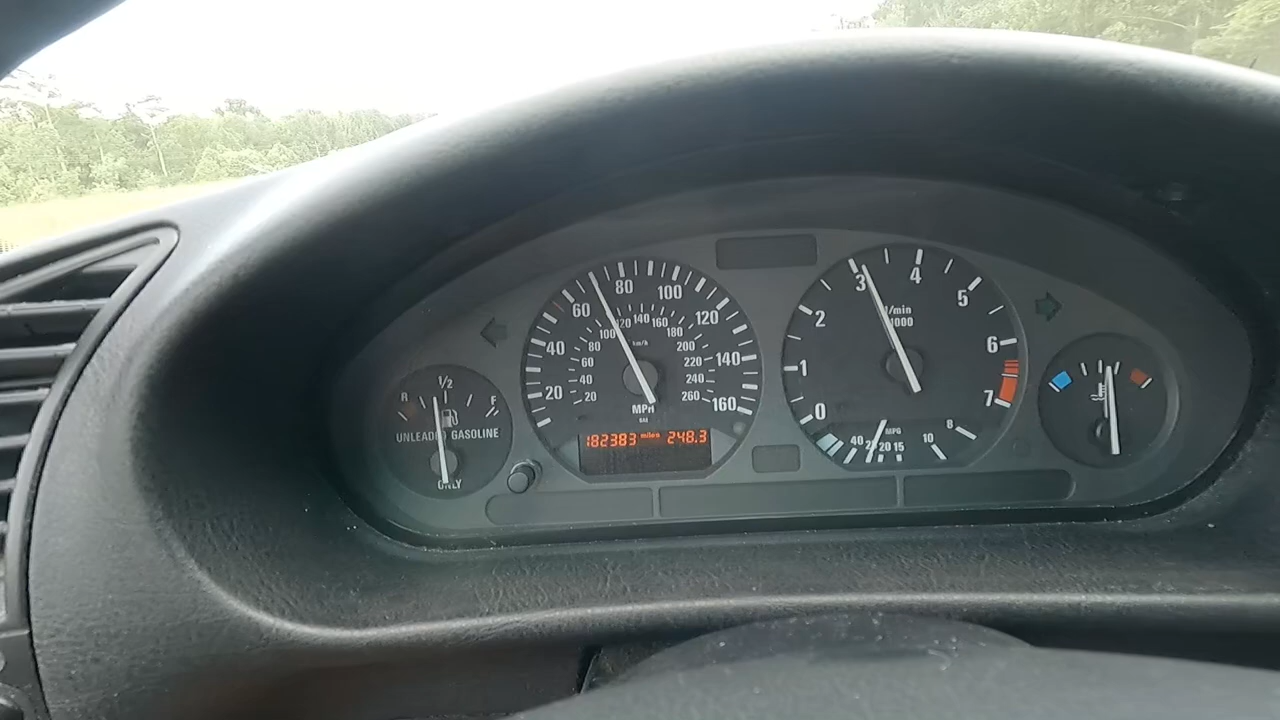 R 1/2 F
UNLEADED GASOLINE
ONLY
20 40 60 80 100 120 140 160
20 40 60 80 100 120 140 160 180 200 220 240 260
km/h
MPH
182383 miles 248.3
0 1 2 3 4 5 6 7
1/min
1000
MPG
40 20 15 10 8